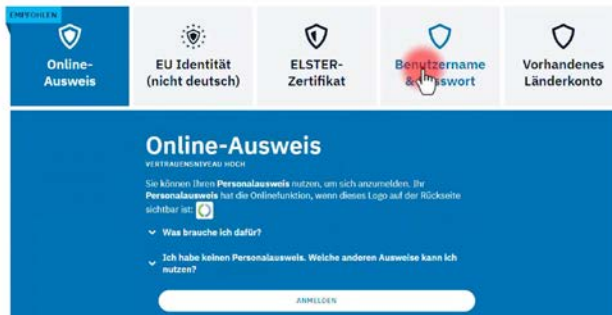 EMPFOHLEN
Online-
Ausweis
EU Identität
(nicht deutsch)
ELSTER-
Zertifikat
Benutzername
& Passwort
Vorhandenes
Länderkonto
Online-Ausweis
VERTRAUENSNIVEAU HOCH
Sie können Ihren Personalausweis nutzen, um sich anzumelden. Ihr
Personalausweis hat die Onlinefunktion, wenn dieses Logo auf der Rückseite
sichtbar ist:
Was brauche ich dafür?
Ich habe keinen Personalausweis. Welche anderen Ausweise kann ich
nutzen?
ANMELDEN